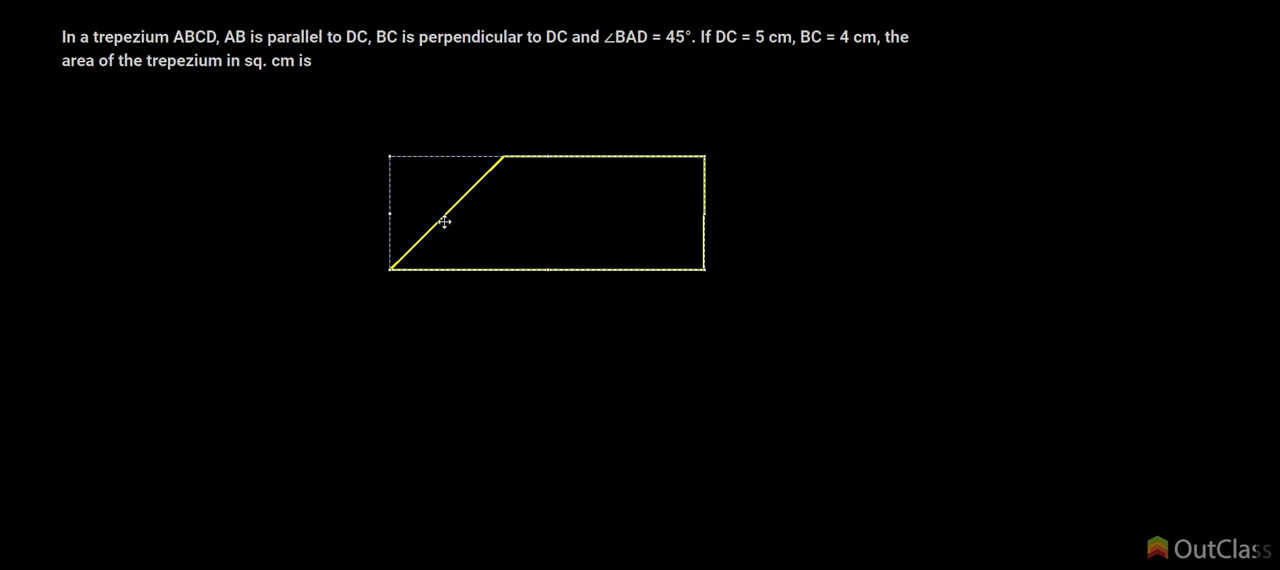 In a trepezium ABCD, AB is parallel to DC, BC is perpendicular to DC and ∠BAD = 45°. If DC = 5 cm, BC = 4 cm, the
area of the trepezium in sq. cm is
OutClass